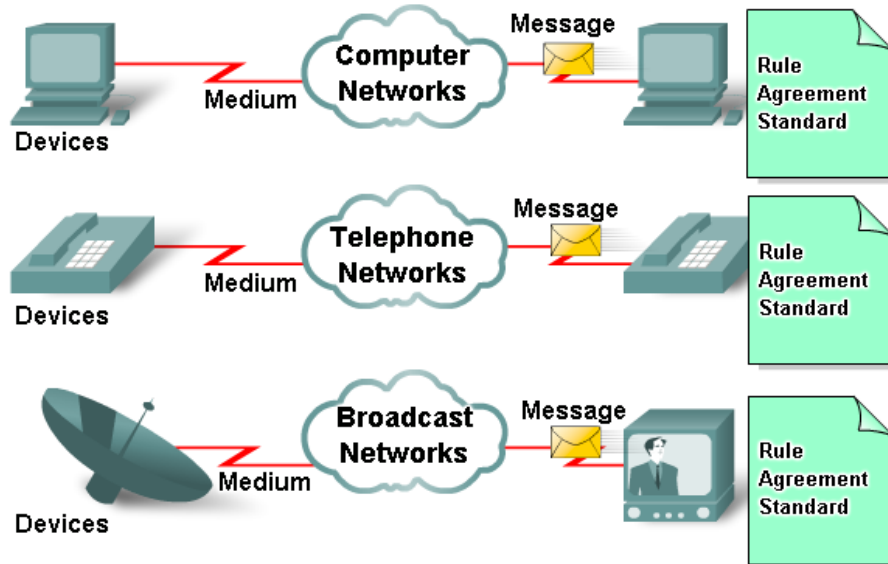 Message
Computer
Networks
Medium
Devices
Rule
Agreement
Standard
Message
Telephone
Networks
Medium
Devices
Rule
Agreement
Standard
Message
Broadcast
Networks
Medium
Devices
Rule
Agreement
Standard